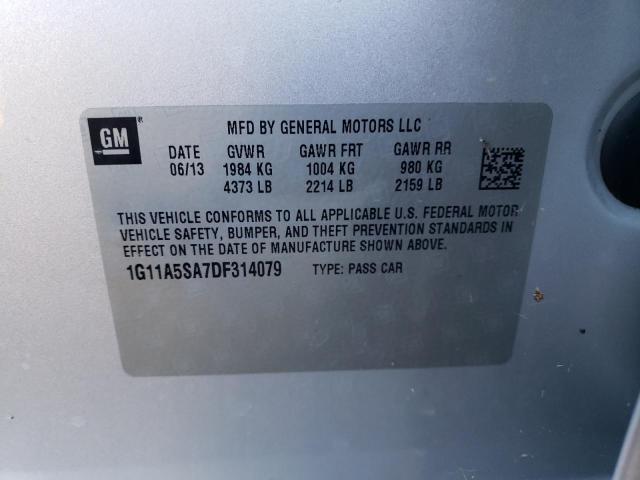 GM ®
MFD BY GENERAL MOTORS LLC
DATE GVWR GAWR FRT GAWR RR
06/13 1984 KG 1004 KG 980 KG
4373 LB 2214 LB 2159 LB
THIS VEHICLE CONFORMS TO ALL APPLICABLE U.S. FEDERAL MOTOR
VEHICLE SAFETY, BUMPER, AND THEFT PREVENTION STANDARDS IN
EFFECT ON THE DATE OF MANUFACTURE SHOWN ABOVE.
1G11A5SA7DF314079 TYPE: PASS CAR